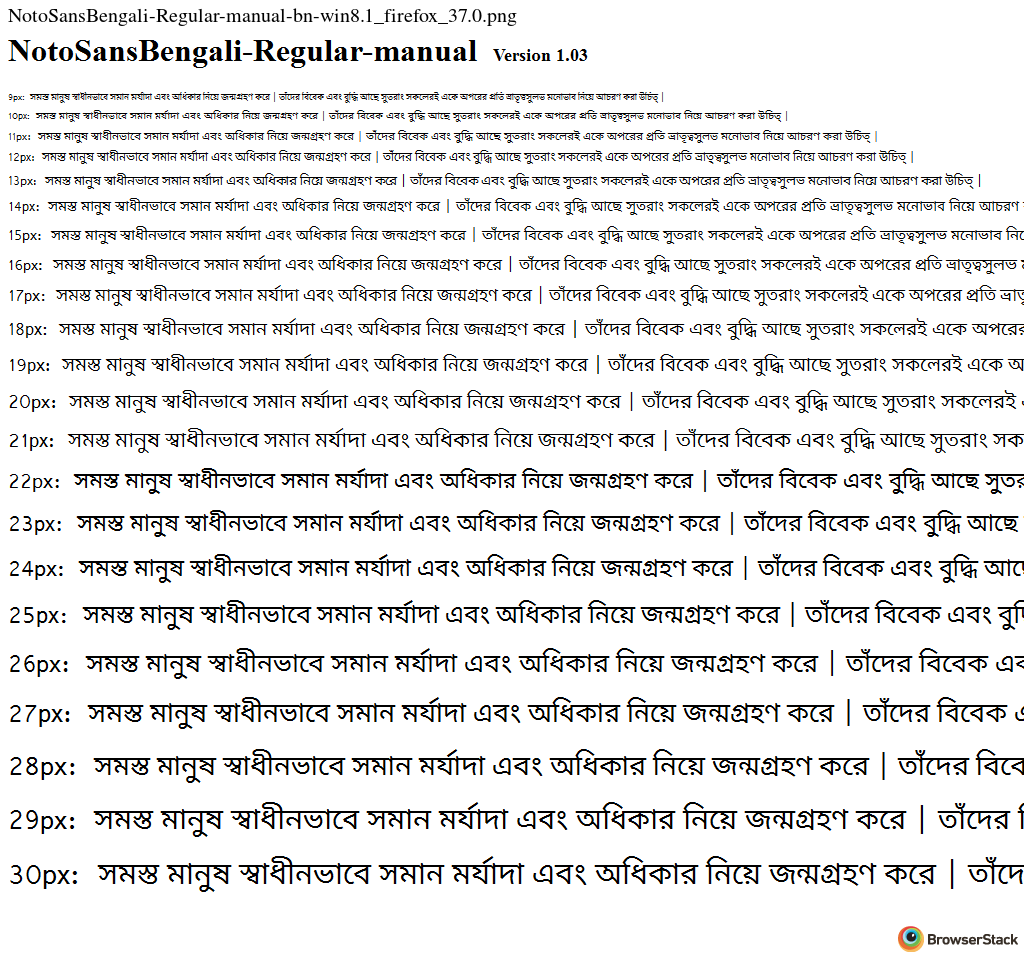 NotoSansBengali-Regular-manual-bn-win8.1_firefox_37.0.png
NotoSansBengali-Regular-manual Version 1.03
9px: সমস্ত মানুষ স্বাধীনভাবে সমান মর্যাদা এবং অধিকার নিয়ে জন্মগ্রহণ করে | তাঁদের বিবেক এবং বুদ্ধি আছে সুতরাং সকলেরই একে অপরের প্রতি ভ্রাতৃত্বসুলভ মনোভাব নিয়ে আচরণ করা উচিত্ |
10px: সমস্ত মানুষ স্বাধীনভাবে সমান মর্যাদা এবং অধিকার নিয়ে জন্মগ্রহণ করে | তাঁদের বিবেক এবং বুদ্ধি আছে সুতরাং সকলেরই একে অপরের প্রতি ভ্রাতৃত্বসুলভ মনোভাব নিয়ে আচরণ করা উচিত্ |
11px: সমস্ত মানুষ স্বাধীনভাবে সমান মর্যাদা এবং অধিকার নিয়ে জন্মগ্রহণ করে | তাঁদের বিবেক এবং বুদ্ধি আছে সুতরাং সকলেরই একে অপরের প্রতি ভ্রাতৃত্বসুলভ মনোভাব নিয়ে আচরণ করা উচিত্ |
12px: সমস্ত মানুষ স্বাধীনভাবে সমান মর্যাদা এবং অধিকার নিয়ে জন্মগ্রহণ করে | তাঁদের বিবেক এবং বুদ্ধি আছে সুতরাং সকলেরই একে অপরের প্রতি ভ্রাতৃত্বসুলভ মনোভাব নিয়ে আচরণ করা উচিত্ |
13px: সমস্ত মানুষ স্বাধীনভাবে সমান মর্যাদা এবং অধিকার নিয়ে জন্মগ্রহণ করে | তাঁদের বিবেক এবং বুদ্ধি আছে সুতরাং সকলেরই একে অপরের প্রতি ভ্রাতৃত্বসুলভ মনোভাব নিয়ে আচরণ করা উচিত্ |
14px: সমস্ত মানুষ স্বাধীনভাবে সমান মর্যাদা এবং অধিকার নিয়ে জন্মগ্রহণ করে | তাঁদের বিবেক এবং বুদ্ধি আছে সুতরাং সকলেরই একে অপরের প্রতি ভ্রাতৃত্বসুলভ মনোভাব নিয়ে আচরণ
15px: সমস্ত মানুষ স্বাধীনভাবে সমান মর্যাদা এবং অধিকার নিয়ে জন্মগ্রহণ করে | তাঁদের বিবেক এবং বুদ্ধি আছে সুতরাং সকলেরই একে অপরের প্রতি ভ্রাতৃত্বসুলভ মনোভাব
16px: সমস্ত মানুষ স্বাধীনভাবে সমান মর্যাদা এবং অধিকার নিয়ে জন্মগ্রহণ করে | তাঁদের বিবেক এবং বুদ্ধি আছে সুতরাং সকলেরই একে অপরের প্রতি ভ্রাতৃত্বসুলভ
17px: সমস্ত মানুষ স্বাধীনভাবে সমান মর্যাদা এবং অধিকার নিয়ে জন্মগ্রহণ করে | তাঁদের বিবেক এবং বুদ্ধি আছে সুতরাং সকলেরই একে অপরের প্রতি
18px: সমস্ত মানুষ স্বাধীনভাবে সমান মর্যাদা এবং অধিকার নিয়ে জন্মগ্রহণ করে | তাঁদের বিবেক এবং বুদ্ধি আছে সুতরাং সকলেরই একে অপরের
19px: সমস্ত মানুষ স্বাধীনভাবে সমান মর্যাদা এবং অধিকার নিয়ে জন্মগ্রহণ করে | তাঁদের বিবেক এবং বুদ্ধি আছে সুতরাং সকলেরই একে
20px: সমস্ত মানুষ স্বাধীনভাবে সমান মর্যাদা এবং অধিকার নিয়ে জন্মগ্রহণ করে | তাঁদের বিবেক এবং বুদ্ধি আছে সুতরাং সকলেরই
21px: সমস্ত মানুষ স্বাধীনভাবে সমান মর্যাদা এবং অধিকার নিয়ে জন্মগ্রহণ করে | তাঁদের বিবেক এবং বুদ্ধি আছে সুতরাং সক
22px: সমস্ত মানুষ স্বাধীনভাবে সমান মর্যাদা এবং অধিকার নিয়ে জন্মগ্রহণ করে | তাঁদের বিবেক এবং বুদ্ধি আছে সুত
23px: সমস্ত মানুষ স্বাধীনভাবে সমান মর্যাদা এবং অধিকার নিয়ে জন্মগ্রহণ করে | তাঁদের বিবেক এবং বুদ্ধি আছে
24px: সমস্ত মানুষ স্বাধীনভাবে সমান মর্যাদা এবং অধিকার নিয়ে জন্মগ্রহণ করে | তাঁদের বিবেক এবং বুদ্ধি আছে
25px: সমস্ত মানুষ স্বাধীনভাবে সমান মর্যাদা এবং অধিকার নিয়ে জন্মগ্রহণ করে | তাঁদের বিবেক এবং
26px: সমস্ত মানুষ স্বাধীনভাবে সমান মর্যাদা এবং অধিকার নিয়ে জন্মগ্রহণ করে | তাঁদের বিবেক এব
27px: সমস্ত মানুষ স্বাধীনভাবে সমান মর্যাদা এবং অধিকার নিয়ে জন্মগ্রহণ করে | তাঁদের বিবেক
28px: সমস্ত মানুষ স্বাধীনভাবে সমান মর্যাদা এবং অধিকার নিয়ে জন্মগ্রহণ করে | তাঁদের বিবে
29px: সমস্ত মানুষ স্বাধীনভাবে সমান মর্যাদা এবং অধিকার নিয়ে জন্মগ্রহণ করে | তাঁদের
30px: সমস্ত মানুষ স্বাধীনভাবে সমান মর্যাদা এবং অধিকার নিয়ে জন্মগ্রহণ করে | তাঁদে
BrowserStack